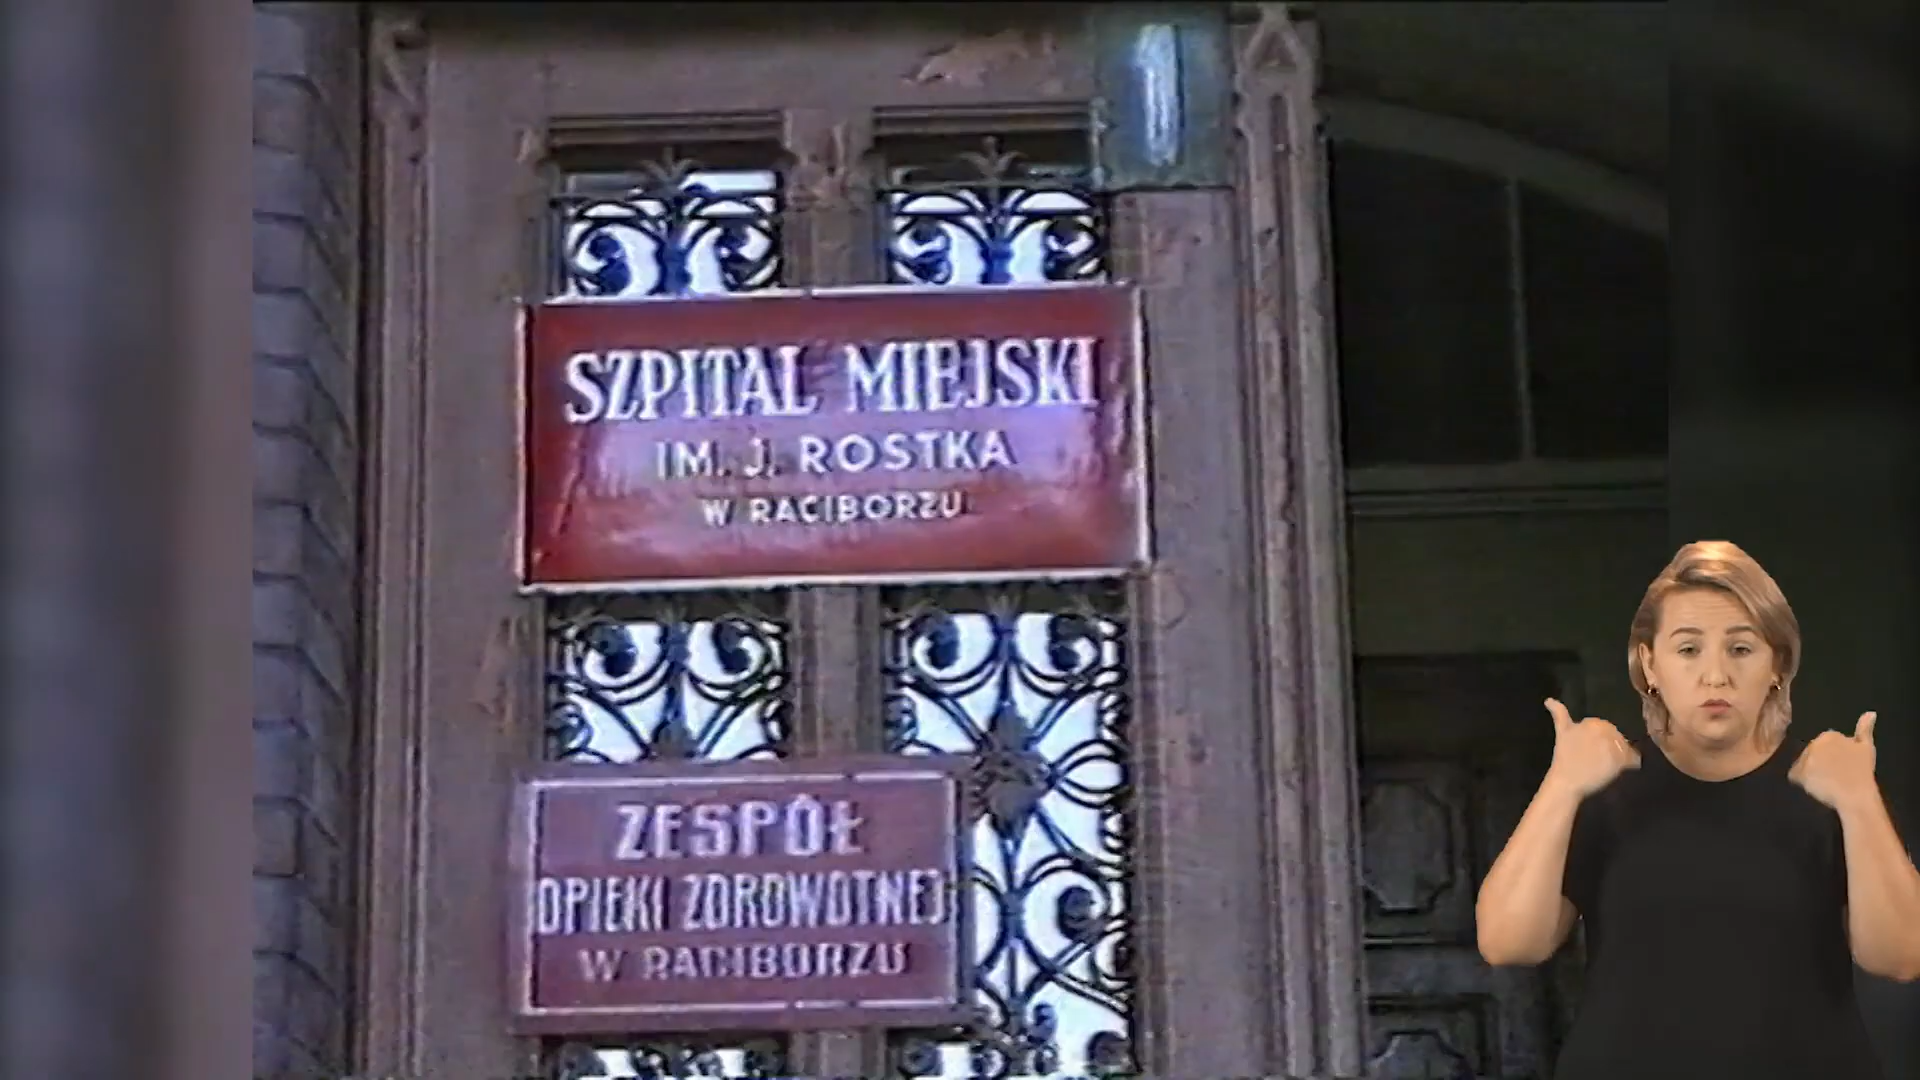 SZPITAL MIEJSKI
IM. J. ROSTKA
W RACIBORZU
ZESPÓŁ
OPIEKI ZDROWOTNEJ
W RACIBORZU